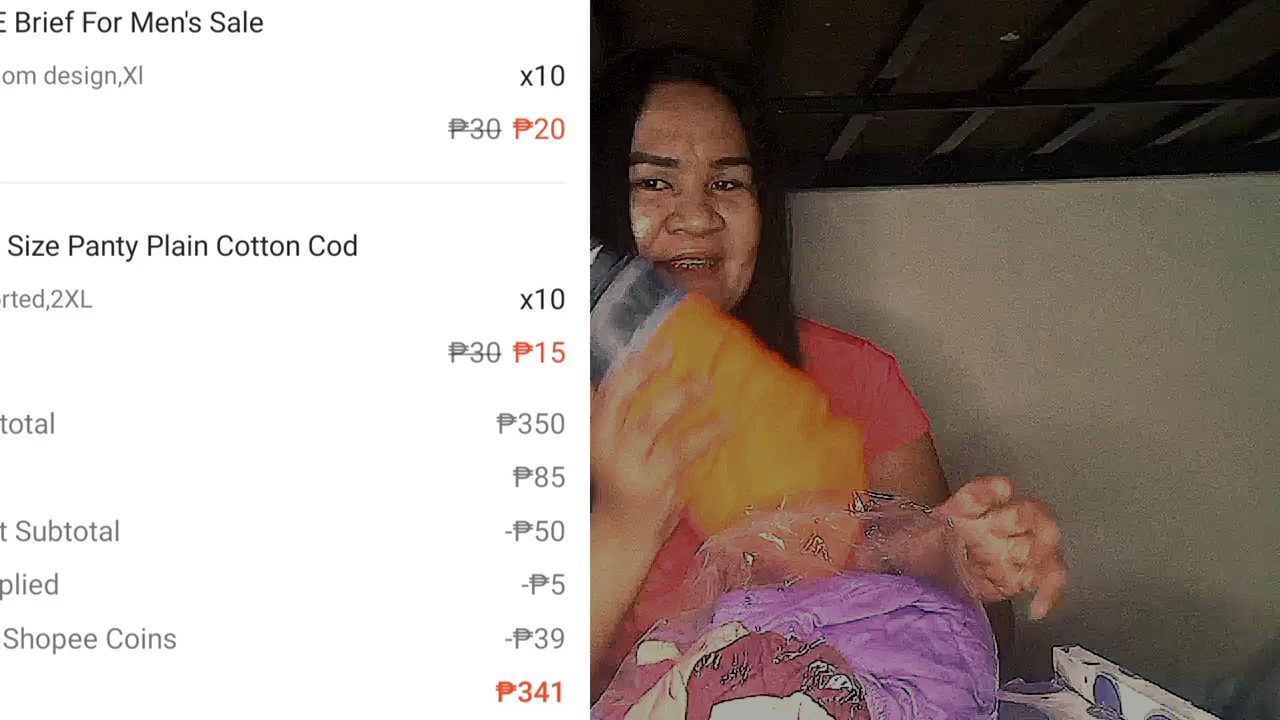 E Brief For Men's Sale
om design,Xl
x10
₱30 ₱20
Size Panty Plain Cotton Cod
rted,2XL
x10
₱30 ₱15
total
₱350
₱85
t Subtotal
-₱50
plied
-₱5
Shopee Coins
-₱39
₱341